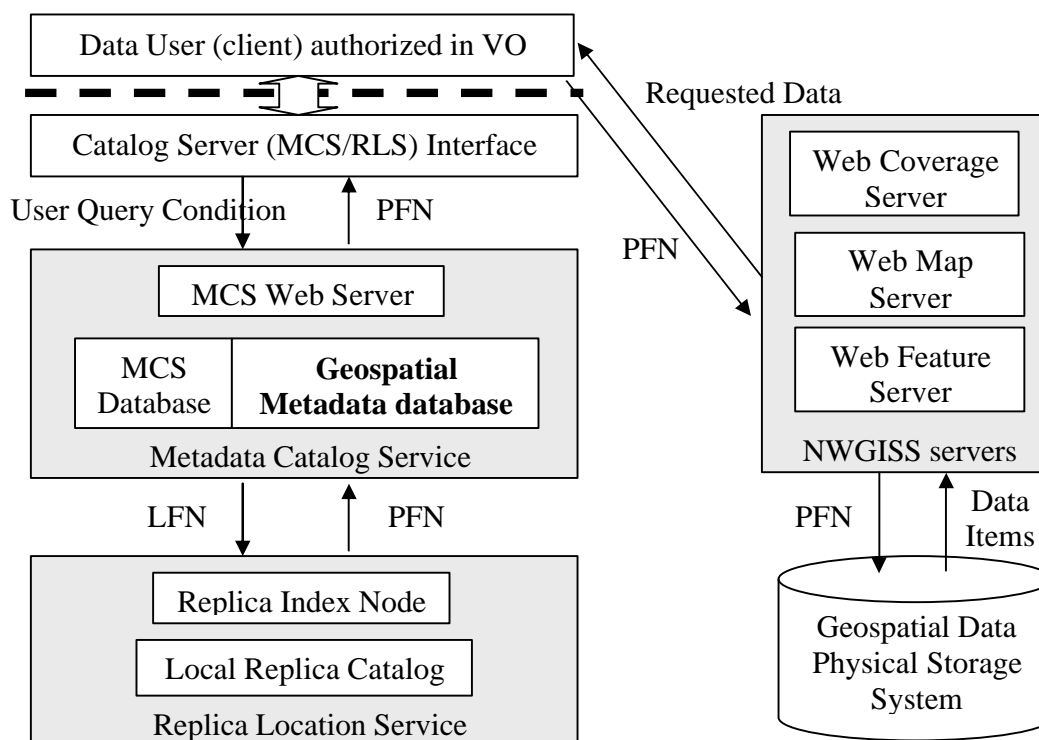 Data User (client) authorized in VO
Catalog Server (MCS/RLS) Interface
User Query Condition
PFN
MCS Web Server
MCS
Database
Geospatial
Metadata database
Metadata Catalog Service
LFN
PFN
Replica Index Node
Local Replica Catalog
Replica Location Service
Requested Data
PFN
Web Coverage
Server
Web Map
Server
Web Feature
Server
NWGISS servers
PFN
Data
Items
Geospatial Data
Physical Storage
System